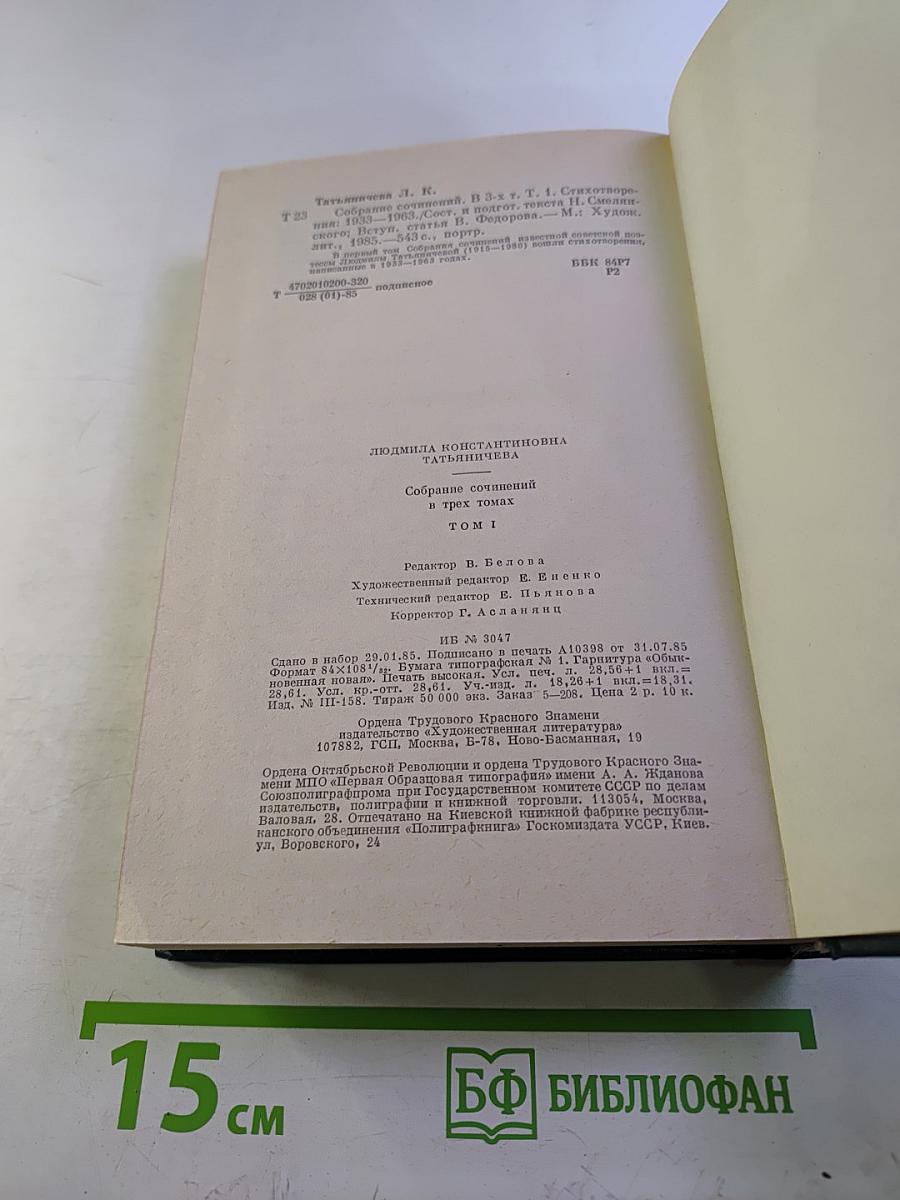 Татьяничева Л. К.
Т 23 Собрание сочинений. В 3-х т. Т. 1. Стихотворе-
ния: 1933—1963./Сост. и подгот. текста Н. Смелян-
ского; Вступ. статья В. Федорова.— М.: Худож.
лит., 1985.—543 с., портр.
В первый том Собрания сочинений известной советской поэ-
тессы Людмилы Татьяничевой (1915—1980) вошли стихотворения,
написанные в 1933—1963 годах.
Т 4702010200-320 подписное
028 (01)-85
ББК 84Р7
Р2
ЛЮДМИЛА КОНСТАНТИНОВНА
ТАТЬЯНИЧЕВА
Собрание сочинений
в трех томах
ТОМ I
Редактор В. Белова
Художественный редактор Е. Ененко
Технический редактор Е. Пьянова
Корректор Г. Асланянц
ИБ № 3047
Сдано в набор 29.01.85. Подписано в печать А10398 от 31.07.85
Формат 84×108¹/₃₂. Бумага типографская № 1. Гарнитура «Обык-
новенная новая». Печать высокая. Усл. печ. л. 28,56+1 вкл.=
28,61. Усл. кр.-отт. 28,61. Уч.-изд. л. 18,26+1 вкл.=18,31.
Изд. № III-158. Тираж 50 000 экз. Заказ 5—208. Цена 2 р. 10 к.
Ордена Трудового Красного Знамени
издательство «Художественная литература»
107882, ГСП, Москва, Б-78, Ново-Басманная, 19
Ордена Октябрьской Революции и ордена Трудового Красного Зна-
мени МПО «Первая Образцовая типография» имени А. А. Жданова
Союзполиграфпрома при Государственном комитете СССР по делам
издательств, полиграфии и книжной торговли. 113054, Москва,
Валовая, 28. Отпечатано на Киевской книжной фабрике республи-
канского объединения «Полиграфкнига» Госкомиздата УССР, Киев,
ул, Воровского, 24
15 см
БФ БИБЛИОФАН